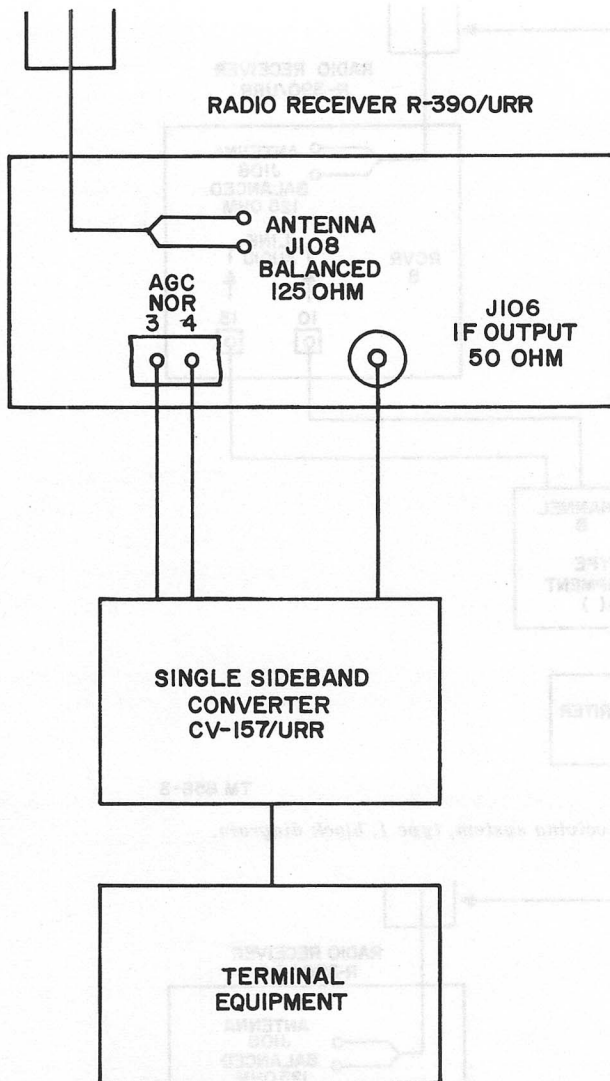 RADIO RECEIVER R-390/URR
ANTENNA
J108
BALANCED
125 OHM
AGC
NOR
3 4
J106
IF OUTPUT
50 OHM
SINGLE SIDEBAND
CONVERTER
CV-157/URR
TERMINAL
EQUIPMENT